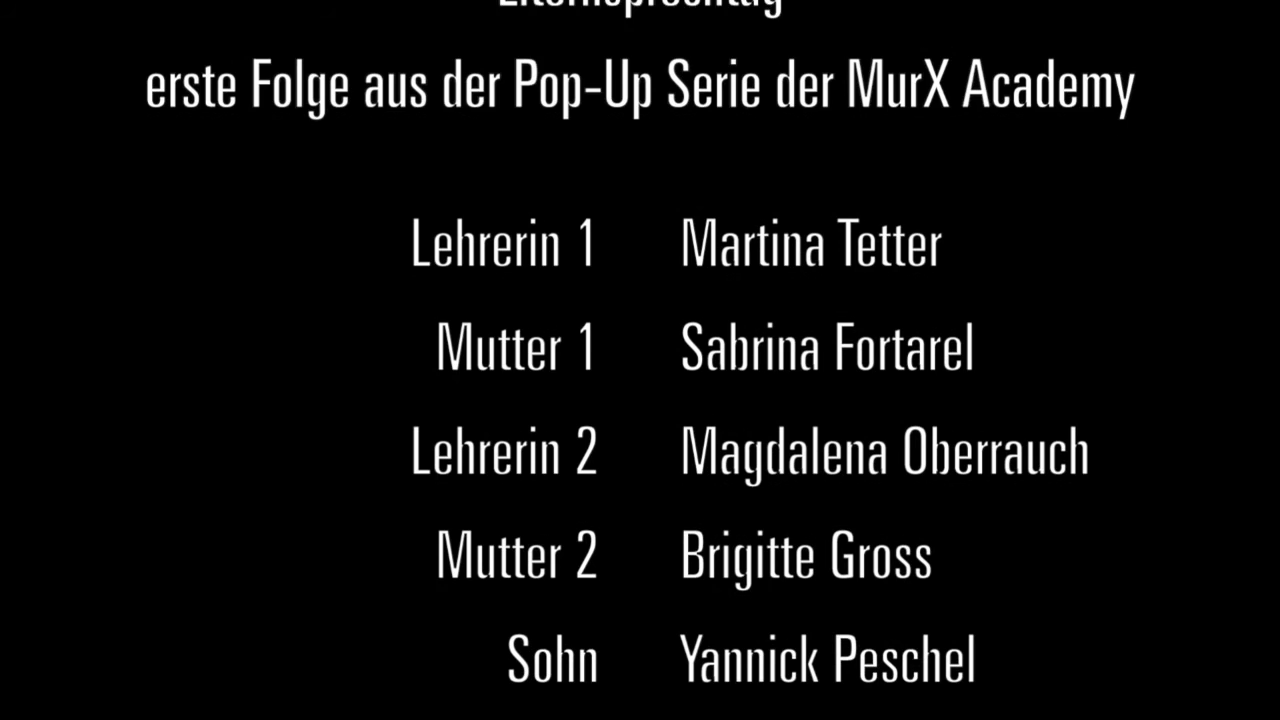 Elternsprechtag
erste Folge aus der Pop-Up Serie der MurX Academy
Lehrerin 1 Martina Tetter
Mutter 1 Sabrina Fortarel
Lehrerin 2 Magdalena Oberrauch
Mutter 2 Brigitte Gross
Sohn Yannick Peschel